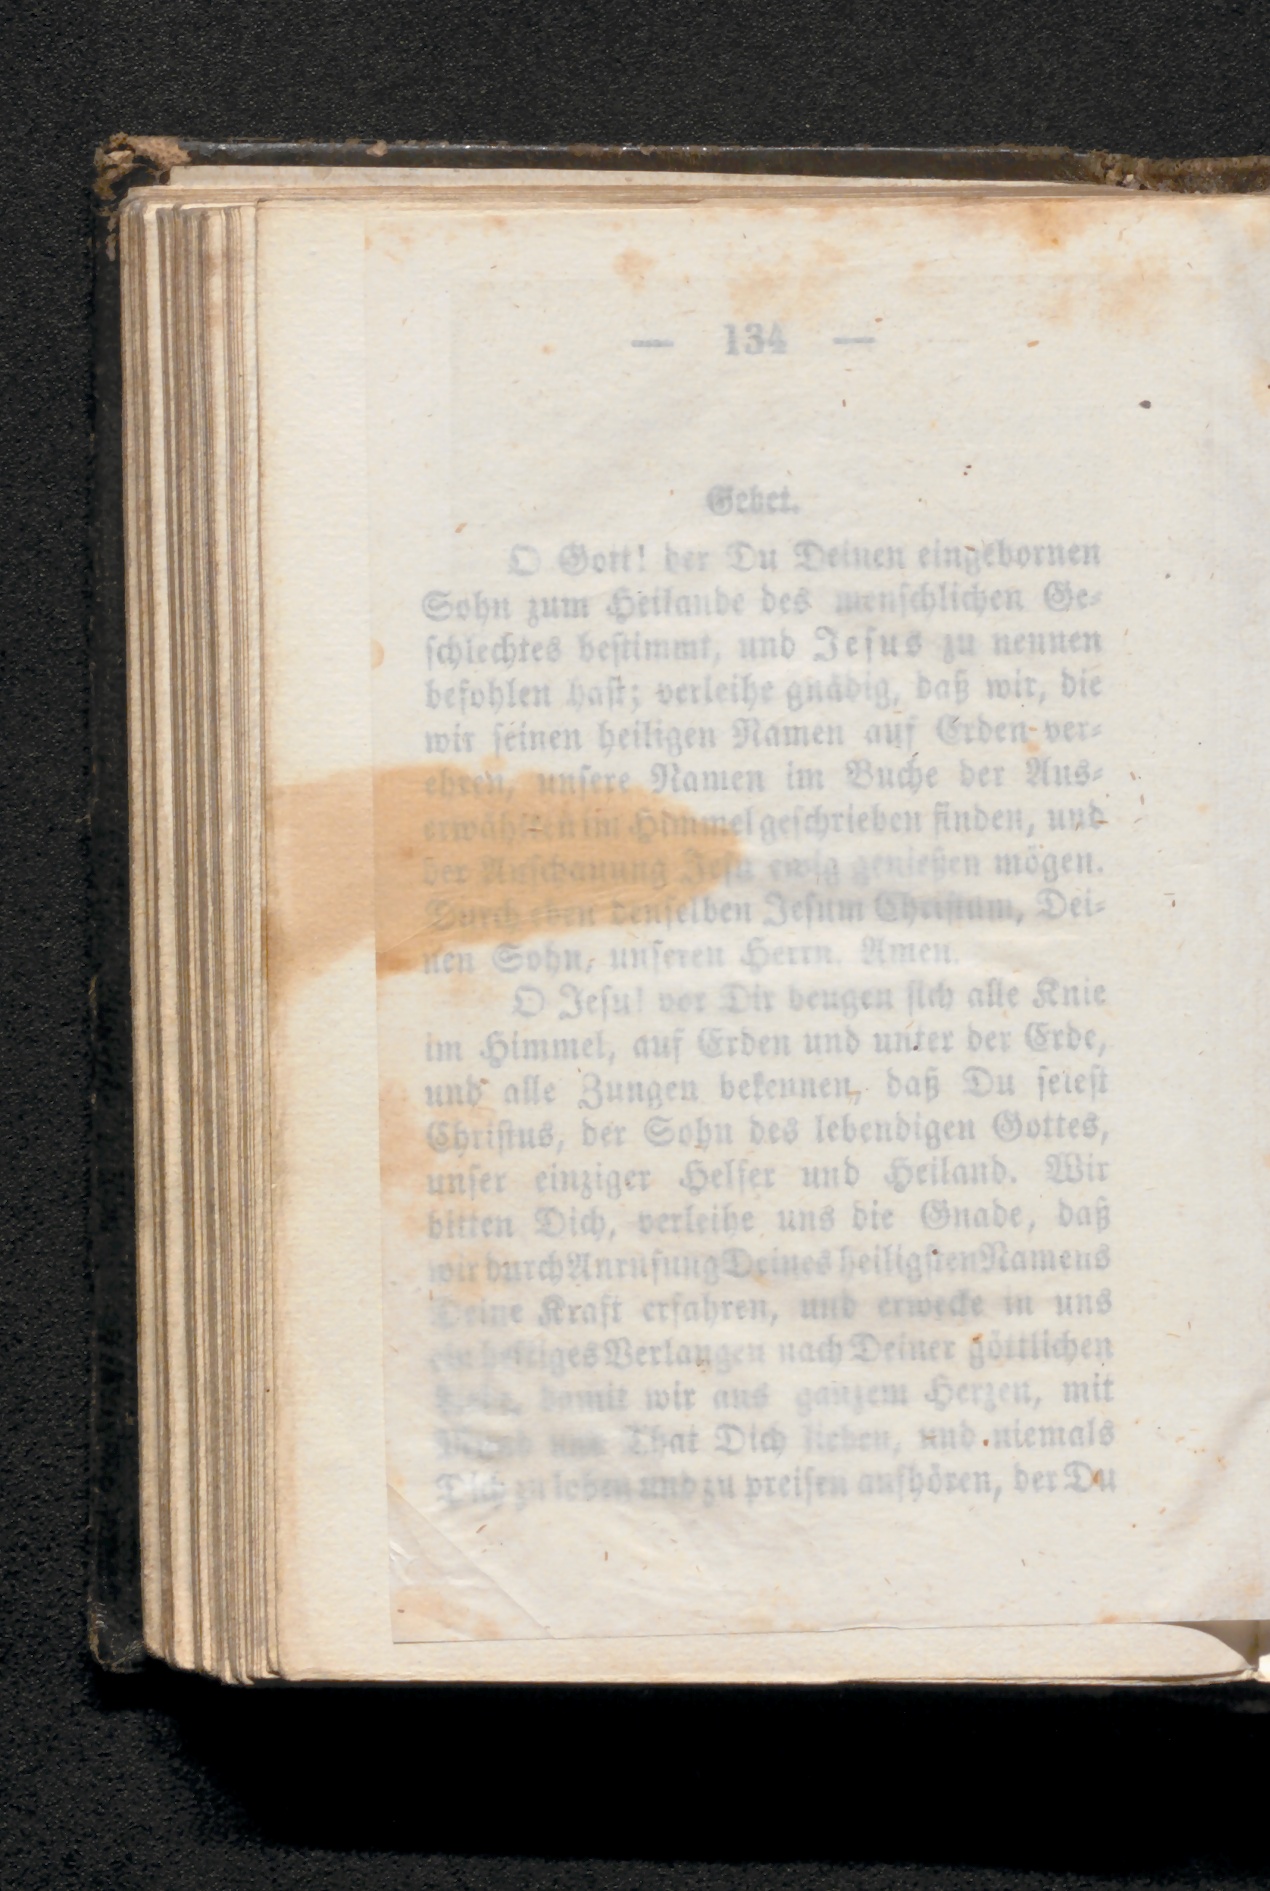 — 134 —
Gebet.
O Gott! der Du Deinen eingebornen
Sohn zum Heilande des menschlichen Ge-
schlechtes bestimmt, und Jesus zu nennen
befohlen hast; verleihe gnädig, daß wir, die
wir seinen heiligen Namen auf Erden ver-
ehren, unsere Namen im Buche der Aus-
erwählten im Himmel geschrieben finden, und
der Anschauung Jesu ewig genießen mögen.
Durch eben denselben Jesum Christum, Dei-
nen Sohn, unseren Herrn. Amen.
O Jesu! vor Dir beugen sich alle Knie
im Himmel, auf Erden und unter der Erde,
und alle Zungen bekennen, daß Du seiest
Christus, der Sohn des lebendigen Gottes,
unser einziger Helfer und Heiland. Wir
bitten Dich, verleihe uns die Gnade, daß
wir durch Anrufung Deines heiligsten Namens
Deine Kraft erfahren, und erwecke in uns
ein heftiges Verlangen nach Deiner göttlichen
damit wir aus ganzem Herzen, mit
That Dich lieben, und niemals
Dich zu loben und zu preisen aufhören, der Du